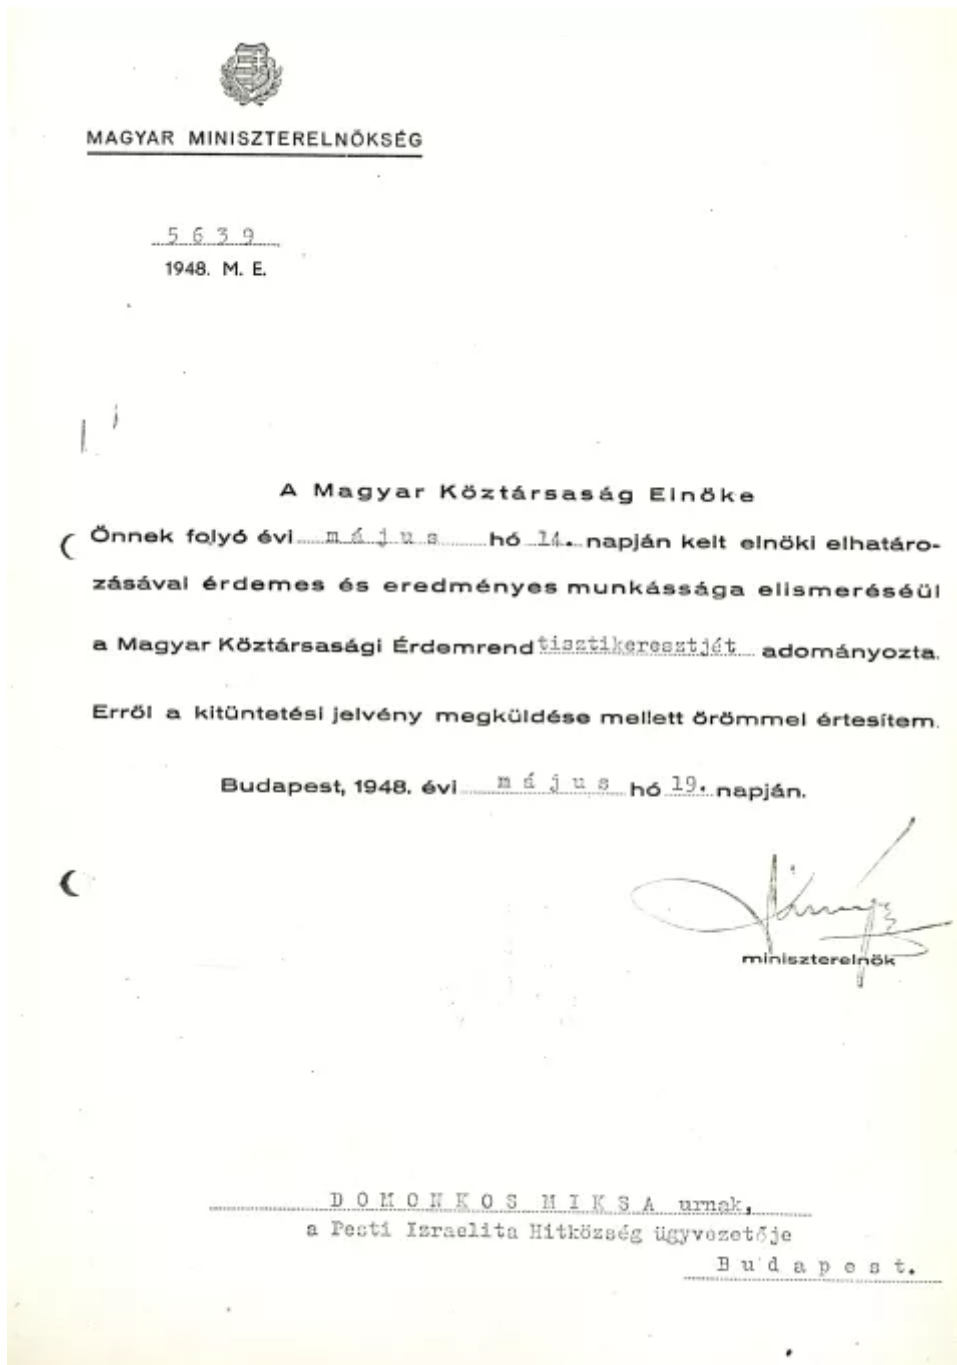 MAGYAR MINISZTERELNÖKSÉG
5639
1948. M. E.
A Magyar Köztársaság Elnöke
Önnek folyó évi május hó 14. napján kelt elnöki elhatáro-
zásával érdemes és eredményes munkássága elismeréséül
a Magyar Köztársasági Érdemrend tisztikeresztjét adományozta.
Erről a kitüntetési jelvény megküldése mellett örömmel értesítem.
Budapest, 1948. évi május hó 19. napján.
miniszterelnök
DOMONKOS MIKSA urnak,
a Pesti Izraelita Hitközség ügyvezetője
Budapest.